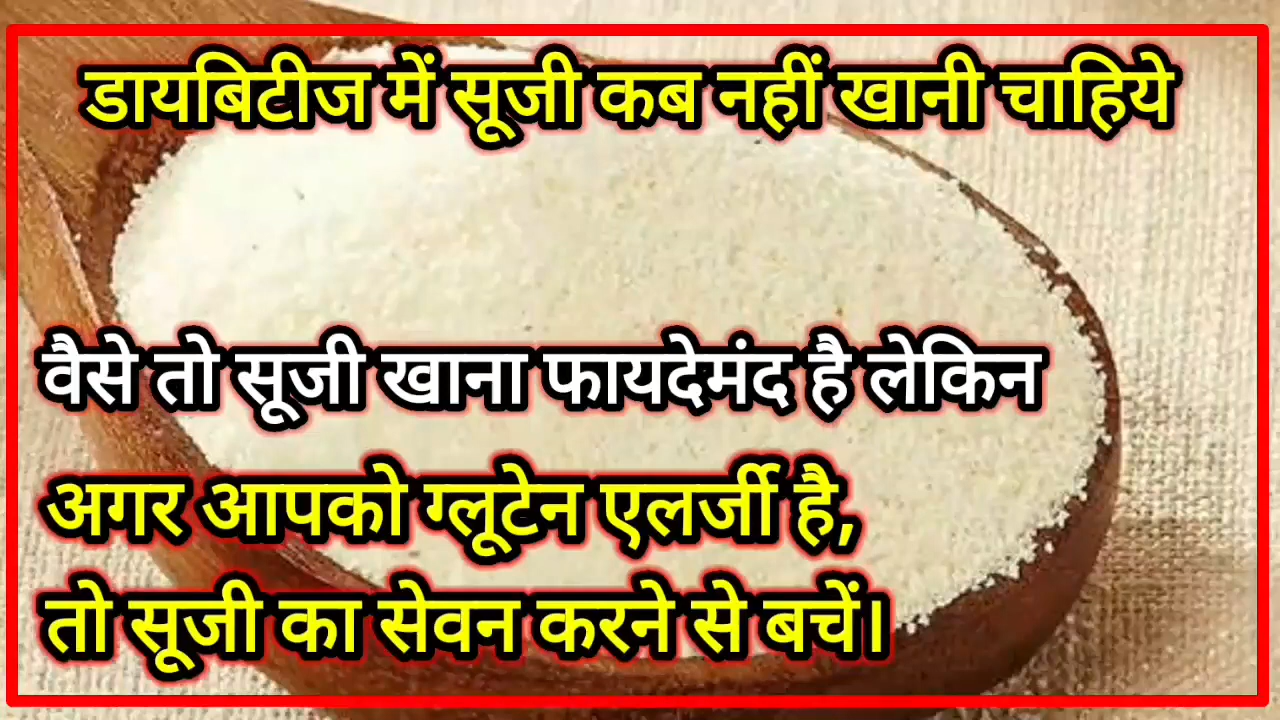 डायबिटीज में सूजी कब नहीं खानी चाहिये
वैसे तो सूजी खाना फायदेमंद है लेकिन
अगर आपको ग्लूटेन एलर्जी है,
तो सूजी का सेवन करने से बचें।